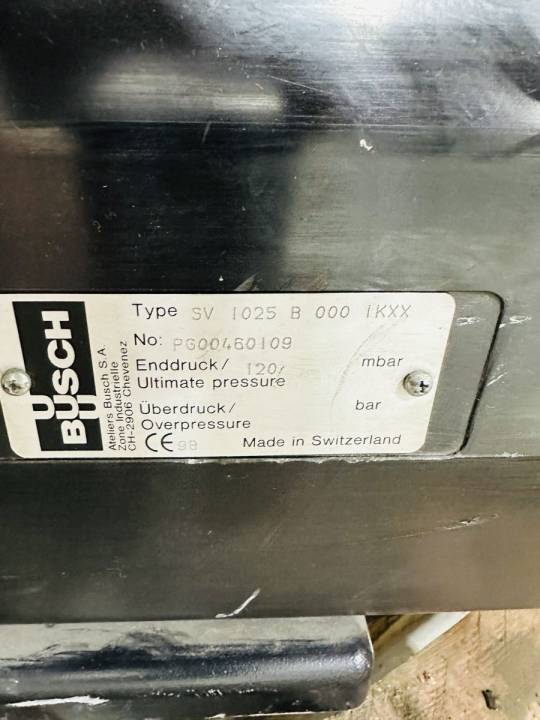 BUSCH
Ateliers Busch S.A.
Zone Industrielle
CH-2906 Chevenez
Type SV 1025 B 000 1KXX
No: PG00460109
Enddruck/ 120/ mbar
Ultimate pressure
Überdruck/ bar
Overpressure
CE 99 Made in Switzerland